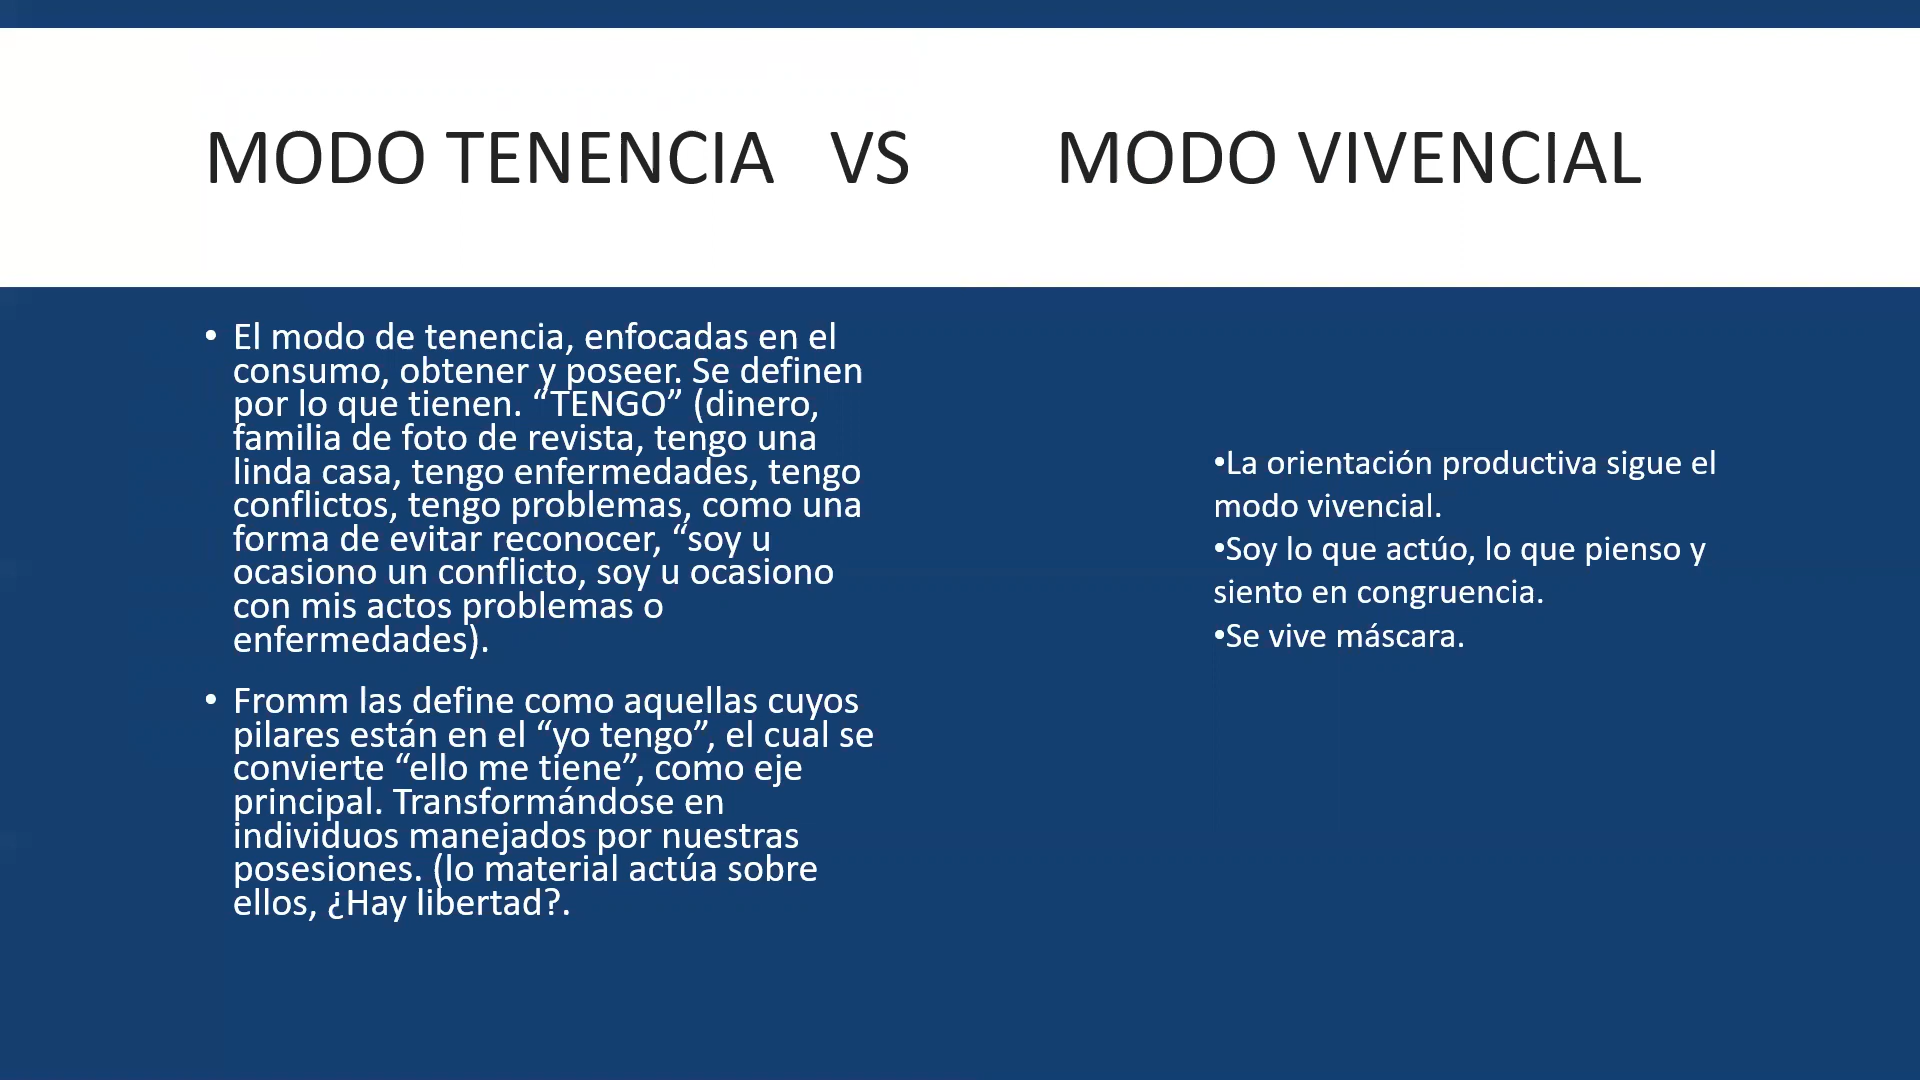 MODO TENENCIA VS MODO VIVENCIAL
• El modo de tenencia, enfocadas en el
consumo, obtener y poseer. Se definen
por lo que tienen. “TENGO” (dinero,
familia de foto de revista, tengo una
linda casa, tengo enfermedades, tengo
conflictos, tengo problemas, como una
forma de evitar reconocer, “soy u
ocasiono un conflicto, soy u ocasiono
con mis actos problemas o
enfermedades).
• Fromm las define como aquellas cuyos
pilares están en el “yo tengo”, el cual se
convierte “ello me tiene”, como eje
principal. Transformándose en
individuos manejados por nuestras
posesiones. (lo material actúa sobre
ellos, ¿Hay libertad?.
•La orientación productiva sigue el
modo vivencial.
•Soy lo que actúo, lo que pienso y
siento en congruencia.
•Se vive máscara.